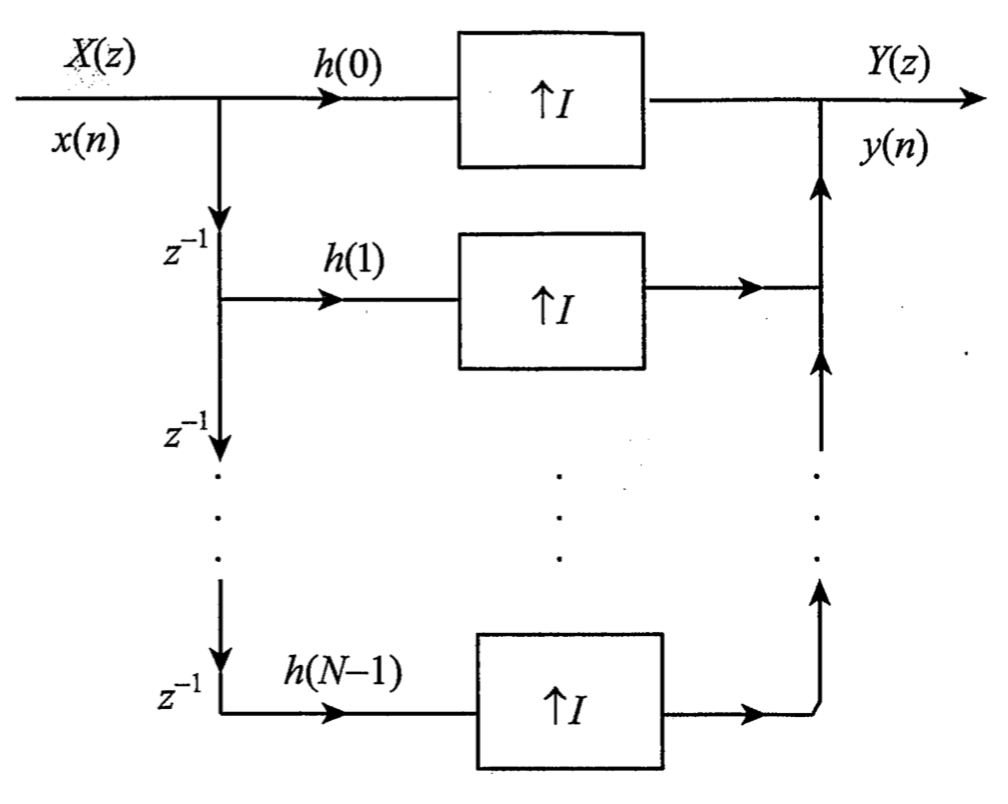 X(z)
h(0)
↑I
Y(z)
x(n)
y(n)
z⁻¹
h(1)
↑I
z⁻¹
h(N–1)
z⁻¹
↑I